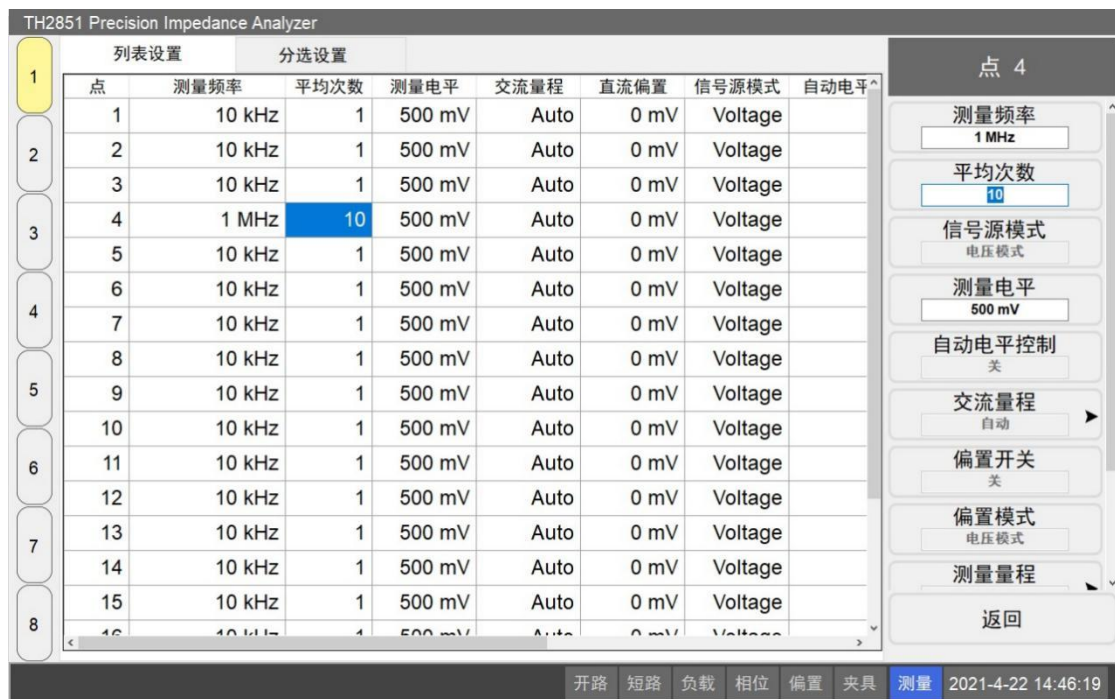 TH2851 Precision Impedance Analyzer
列表设置 分选设置
点 测量频率 平均次数 测量电平 交流量程 直流偏置 信号源模式 自动电平
1 10 kHz 1 500 mV Auto 0 mV Voltage
2 10 kHz 1 500 mV Auto 0 mV Voltage
3 10 kHz 1 500 mV Auto 0 mV Voltage
4 1 MHz 10 500 mV Auto 0 mV Voltage
5 10 kHz 1 500 mV Auto 0 mV Voltage
6 10 kHz 1 500 mV Auto 0 mV Voltage
7 10 kHz 1 500 mV Auto 0 mV Voltage
8 10 kHz 1 500 mV Auto 0 mV Voltage
9 10 kHz 1 500 mV Auto 0 mV Voltage
10 10 kHz 1 500 mV Auto 0 mV Voltage
11 10 kHz 1 500 mV Auto 0 mV Voltage
12 10 kHz 1 500 mV Auto 0 mV Voltage
13 10 kHz 1 500 mV Auto 0 mV Voltage
14 10 kHz 1 500 mV Auto 0 mV Voltage
15 10 kHz 1 500 mV Auto 0 mV Voltage
16 10 kHz 1 500 mV Auto 0 mV Voltage
1
2
3
4
5
6
7
8
点 4
测量频率
1 MHz
平均次数
10
信号源模式
电压模式
测量电平
500 mV
自动电平控制
关
交流量程
自动
偏置开关
关
偏置模式
电压模式
测量量程
返回
开路 短路 负载 相位 偏置 夹具 测量 2021-4-22 14:46:19